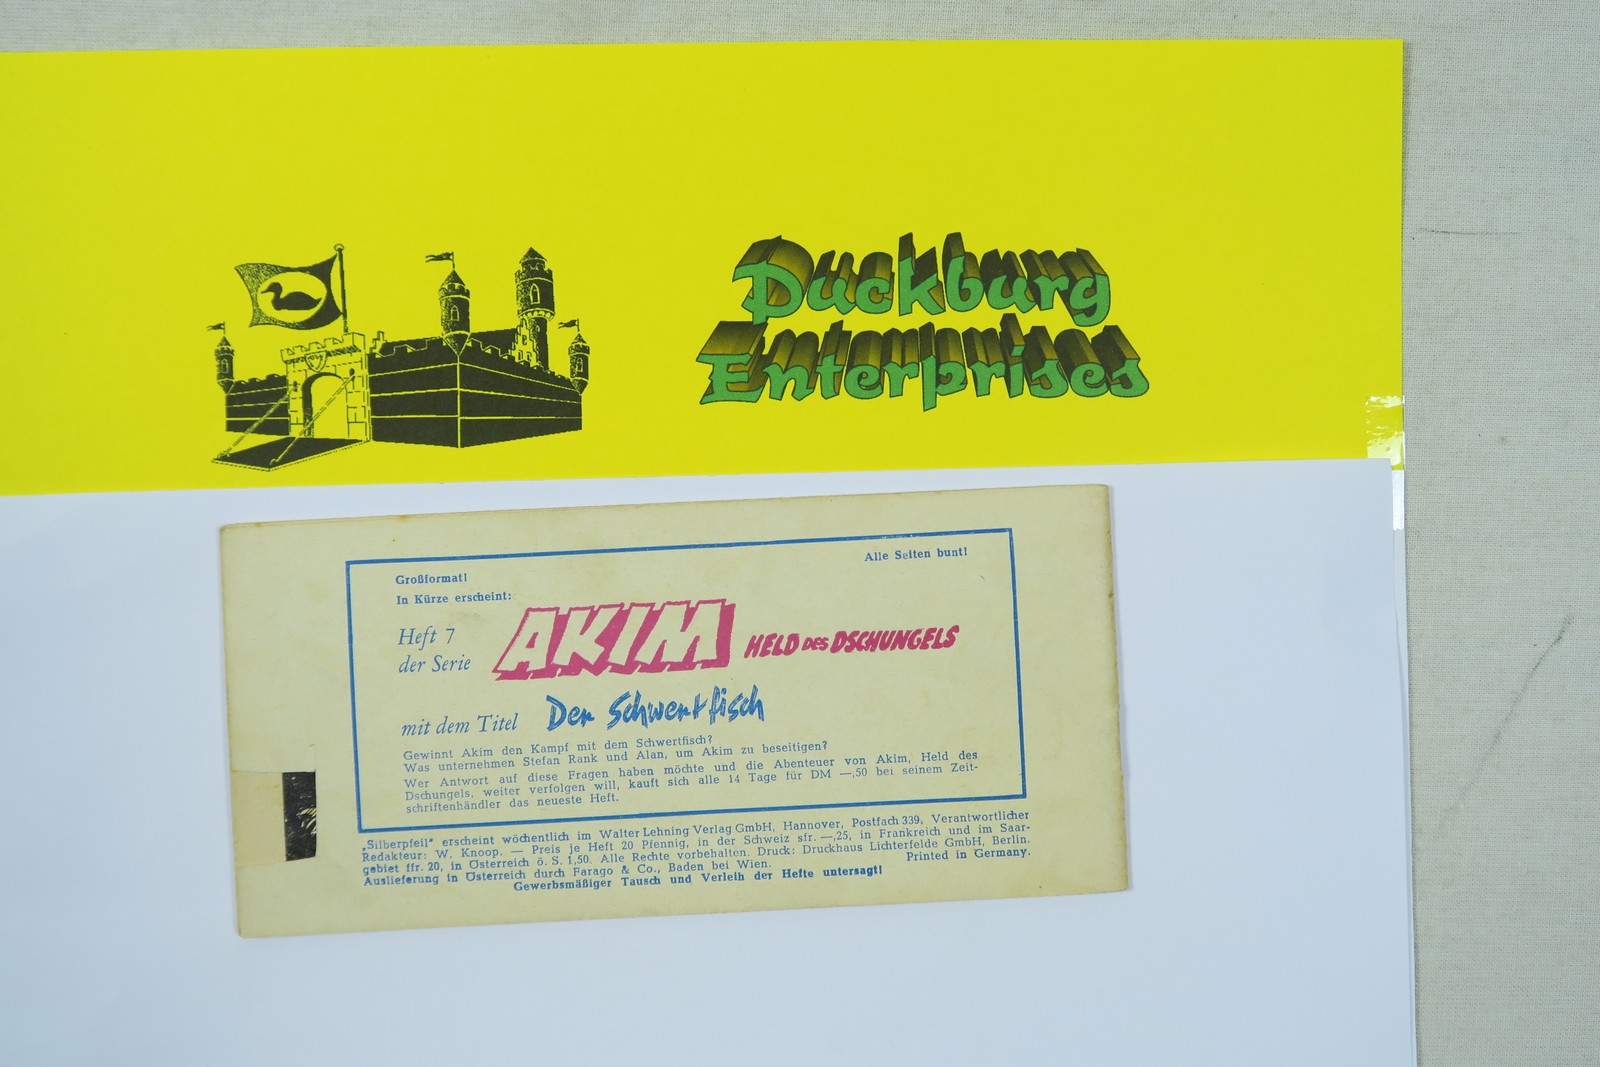 Duckburg
Enterprises
Alle Seiten bunt!
Großformat!
In Kürze erscheint:
Heft 7
der Serie
AKIM HELD DES DSCHUNGELS
mit dem Titel Der Schwertfisch
Gewinnt Akim den Kampf mit dem Schwertfisch?
Was unternehmen Stefan Rank und Alan, um Akim zu beseitigen?
Wer Antwort auf diese Fragen haben möchte und die Abenteuer von Akim, Held des
Dschungels, weiter verfolgen will, kauft sich alle 14 Tage für DM —,50 bei seinem Zeit-
schriftenhändler das neueste Heft.
„Silberpfeil" erscheint wöchentlich im Walter Lehning Verlag GmbH, Hannover, Postfach 339, Verantwortlicher
Redakteur: W. Knoop. — Preis je Heft 20 Pfennig, in der Schweiz sfr. —,25, in Frankreich und im Saar-
gebiet ffr. 20, in Österreich ö. S. 1,50. Alle Rechte vorbehalten. Druck: Druckhaus Lichterfelde GmbH, Berlin.
Auslieferung in Österreich durch Farago & Co., Baden bei Wien. Printed in Germany.
Gewerbsmäßiger Tausch und Verleih der Hefte untersagt!